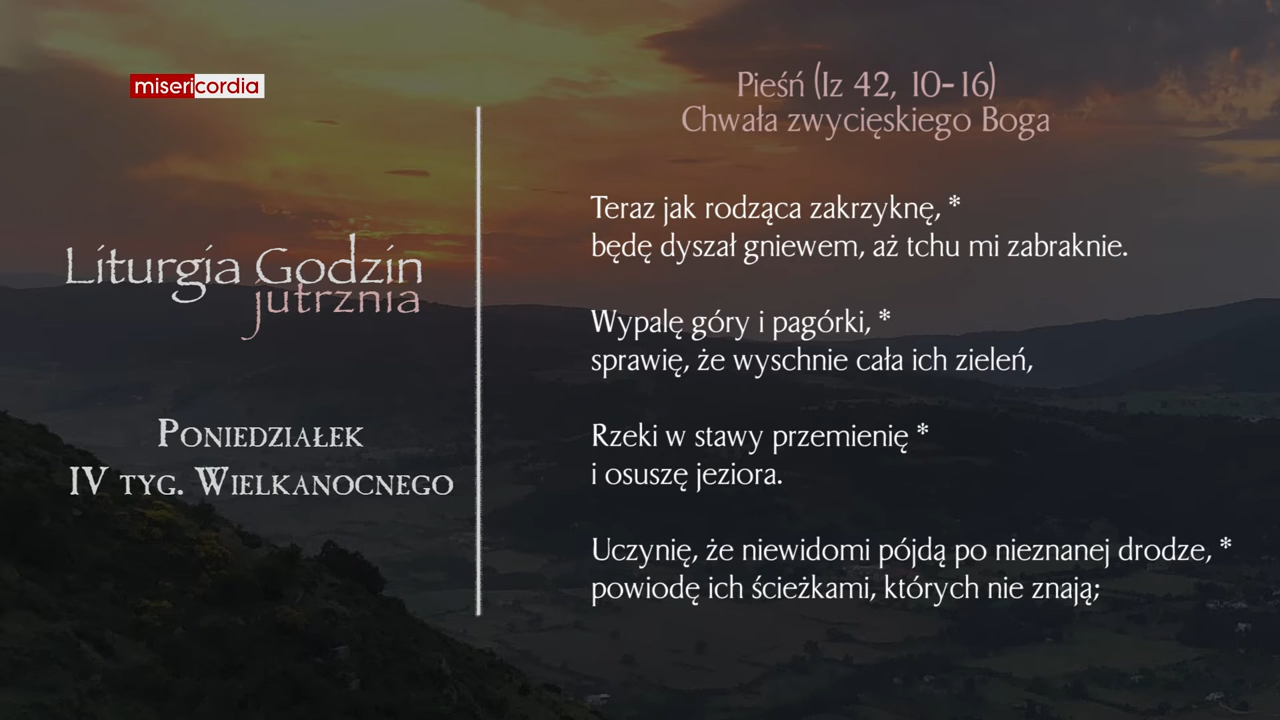 misericordia
Liturgia Godzin
jutrznia
Poniedziałek
IV tyg. Wielkanocnego
Pieśń (Iz 42, 10-16)
Chwała zwycięskiego Boga
Teraz jak rodząca zakrzyknę, *
będę dyszał gniewem, aż tchu mi zabraknie.
Wypalę góry i pagórki, *
sprawię, że wyschnie cała ich zieleń,
Rzeki w stawy przemienię *
i osuszę jeziora.
Uczynię, że niewidomi pójdą po nieznanej drodze, *
powiodę ich ścieżkami, których nie znają;